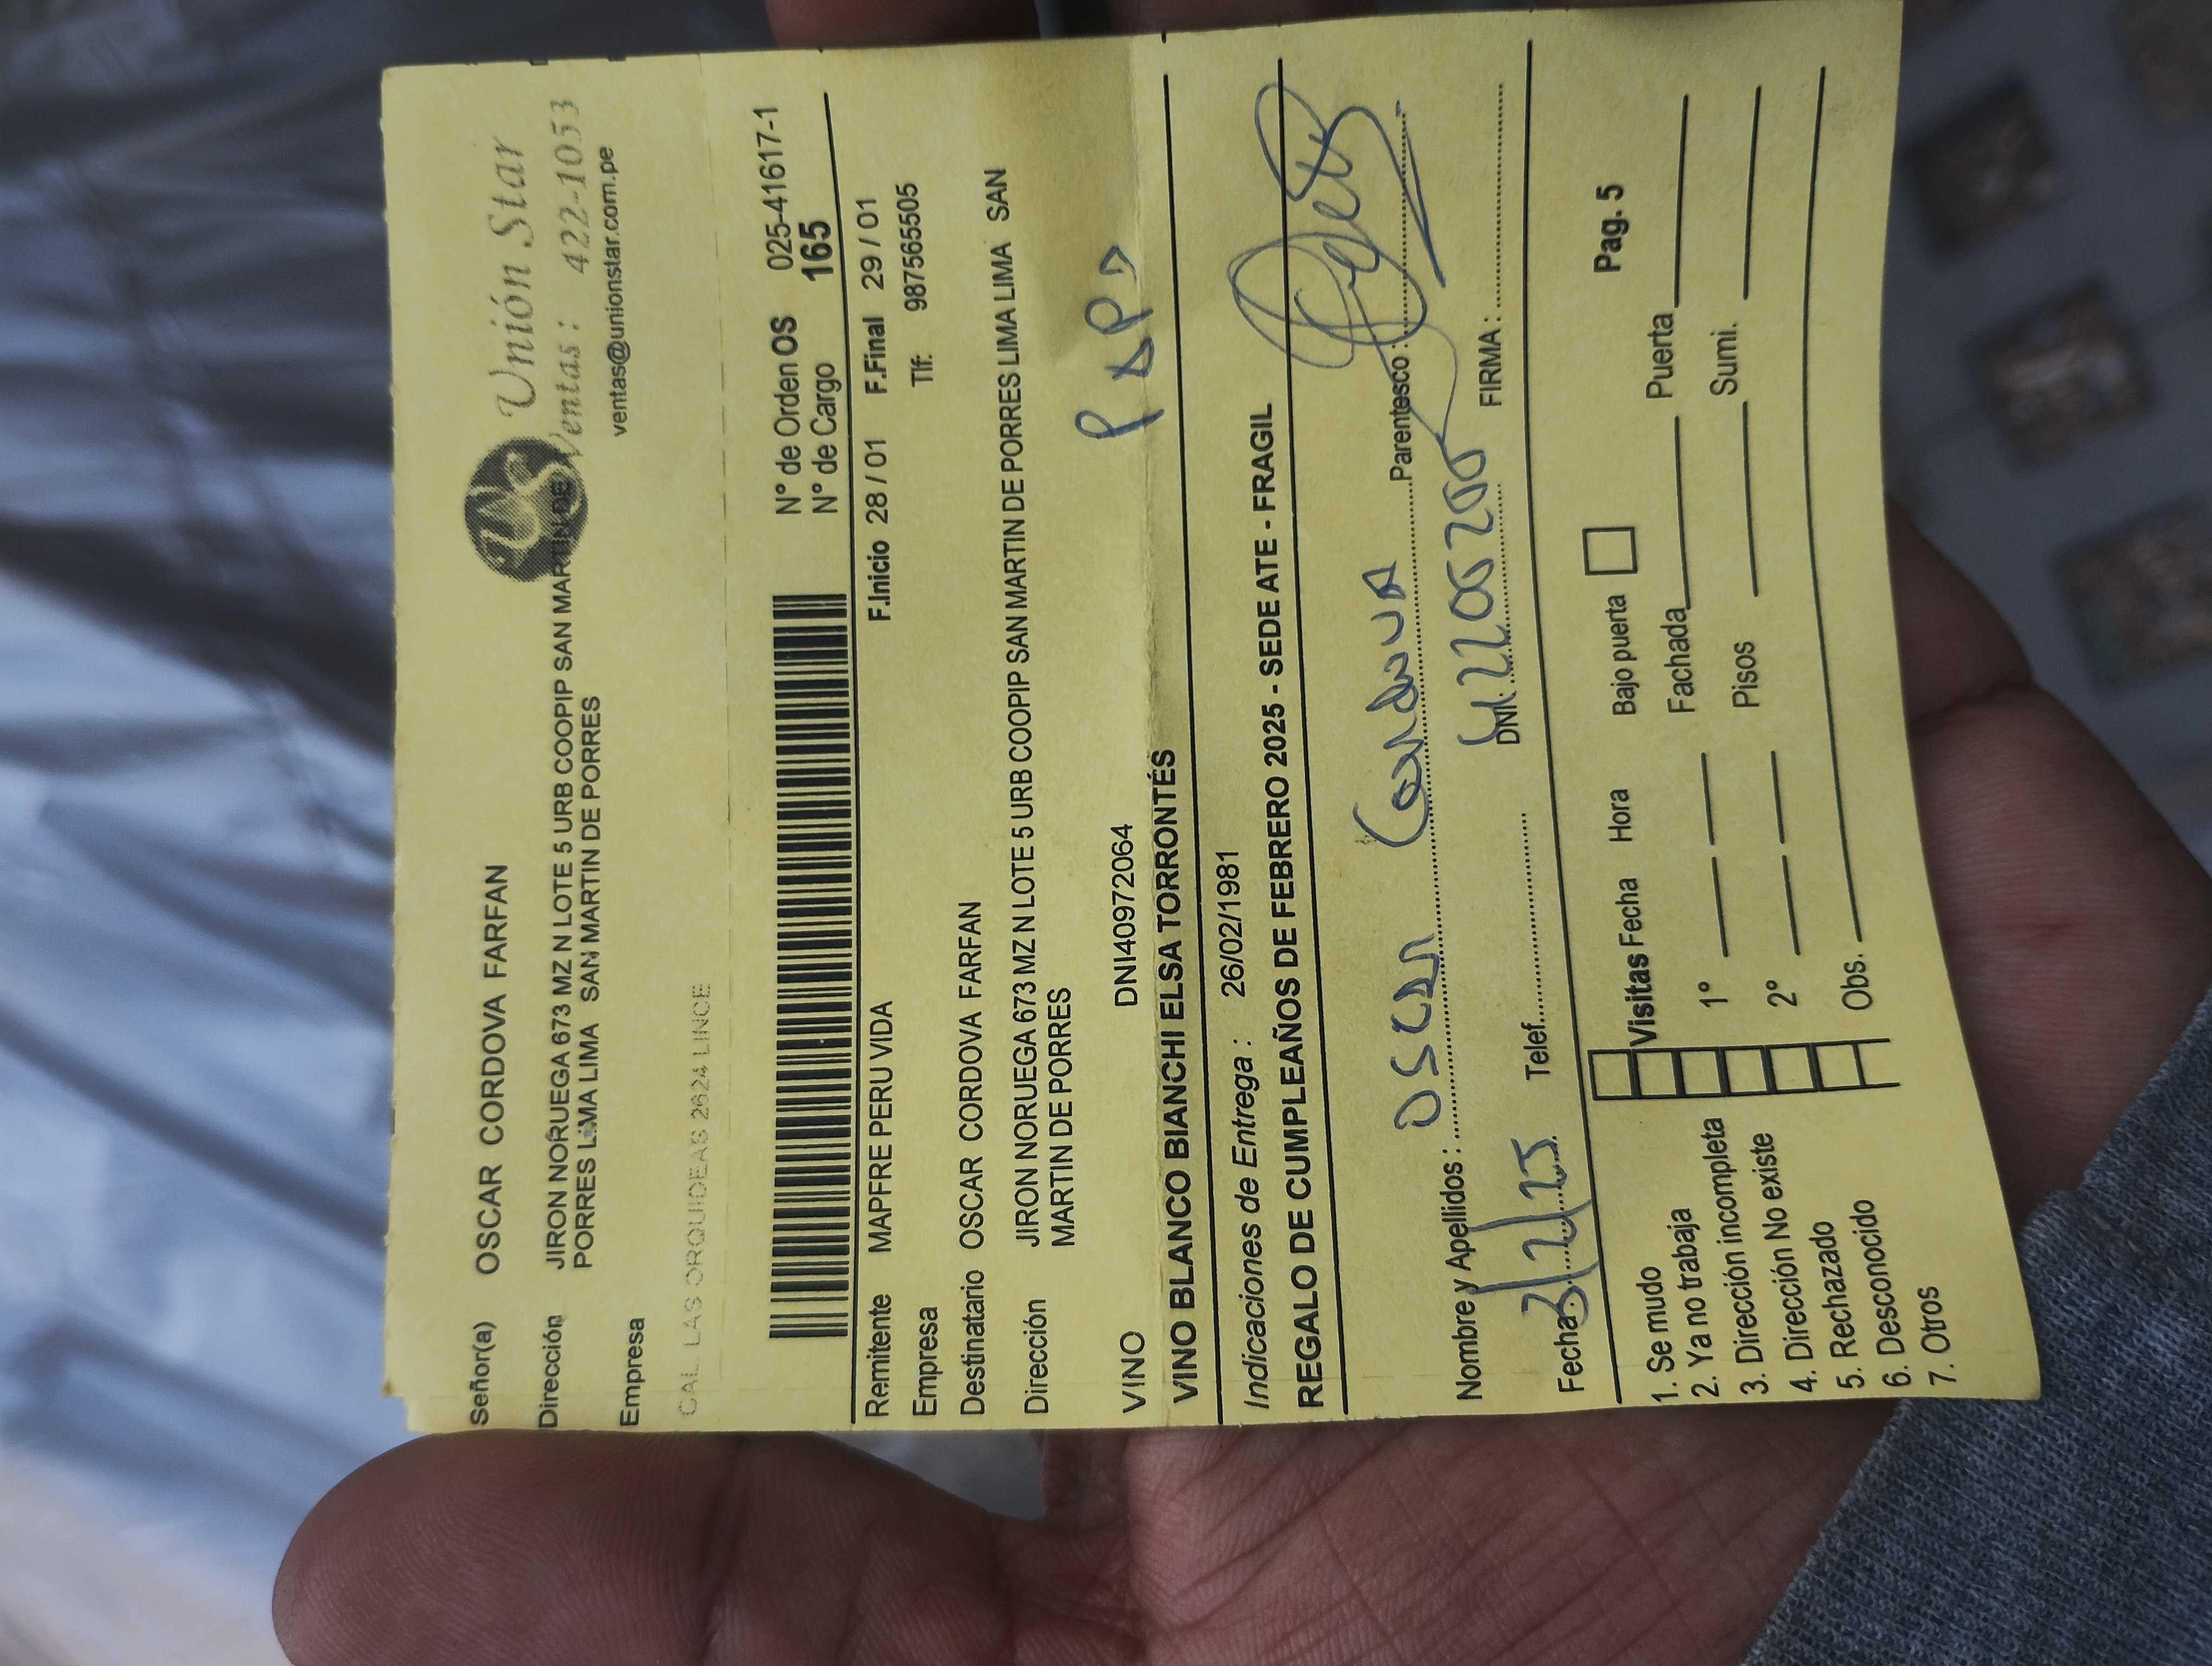 Unión Star
Ventas : 422-1053
ventas@unionstar.com.pe
Señor(a) OSCAR CORDOVA FARFAN
Dirección JIRON NORUEGA 673 MZ N LOTE 5 URB COOPIP SAN MARTIN DE
PORRES LIMA LIMA SAN MARTIN DE PORRES
Empresa
CAL. LAS ORQUIDEAS 2624 LINCE
N° de Orden OS 025-41617-1
N° de Cargo 165
Remitente MAPFRE PERU VIDA F.Inicio 28 / 01 F.Final 29 / 01
Empresa Tlf: 987565505
Destinatario OSCAR CORDOVA FARFAN
Dirección JIRON NORUEGA 673 MZ N LOTE 5 URB COOPIP SAN MARTIN DE PORRES LIMA LIMA SAN
MARTIN DE PORRES
VINO DNI40972064
VINO BLANCO BIANCHI ELSA TORRONTÉS
Indicaciones de Entrega : 26/02/1981
REGALO DE CUMPLEAÑOS DE FEBRERO 2025 - SEDE ATE - FRAGIL
Nombre y Apellidos : OSCAR CORDOVA Parentesco :
Fecha: 3/2/25 Telef. DNI: FIRMA :
1. Se mudo
2. Ya no trabaja
3. Dirección incompleta
4. Dirección No existe
5. Rechazado
6. Desconocido
7. Otros
Visitas Fecha Hora Bajo puerta Pag. 5
1° Fachada Puerta
2° Pisos Sumi.
Obs.